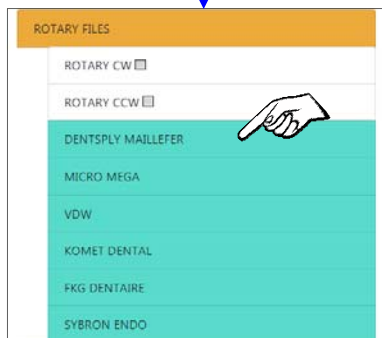 ROTARY FILES
ROTARY CW
ROTARY CCW
DENTSPLY MAILLEFER
MICRO MEGA
VDW
KOMET DENTAL
FKG DENTAIRE
SYBRON ENDO